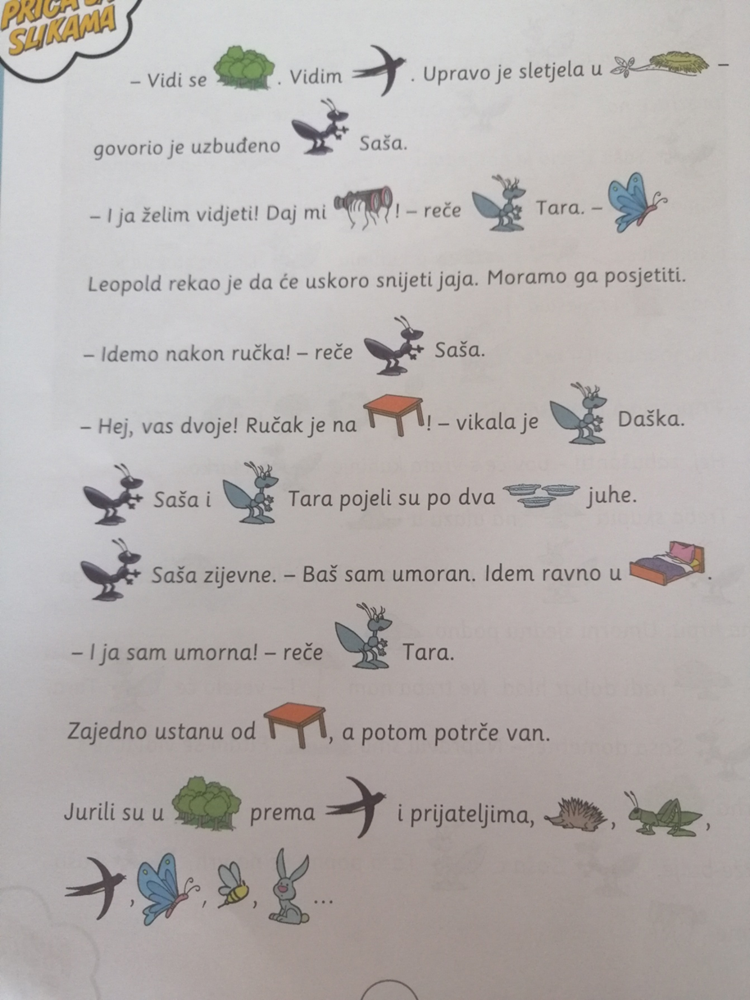 PRIČA SA
SLIKAMA
– Vidi se . Vidim . Upravo je sletjela u –
govorio je uzbuđeno Saša.
– I ja želim vidjeti! Daj mi ! – reče Tara. –
Leopold rekao je da će uskoro snijeti jaja. Moramo ga posjetiti.
– Idemo nakon ručka! – reče Saša.
– Hej, vas dvoje! Ručak je na ! – vikala je Daška.
Saša i Tara pojeli su po dva juhe.
Saša zijevne. – Baš sam umoran. Idem ravno u .
– I ja sam umorna! – reče Tara.
Zajedno ustanu od , a potom potrče van.
Jurili su u prema i prijateljima, , ,
, , , ...